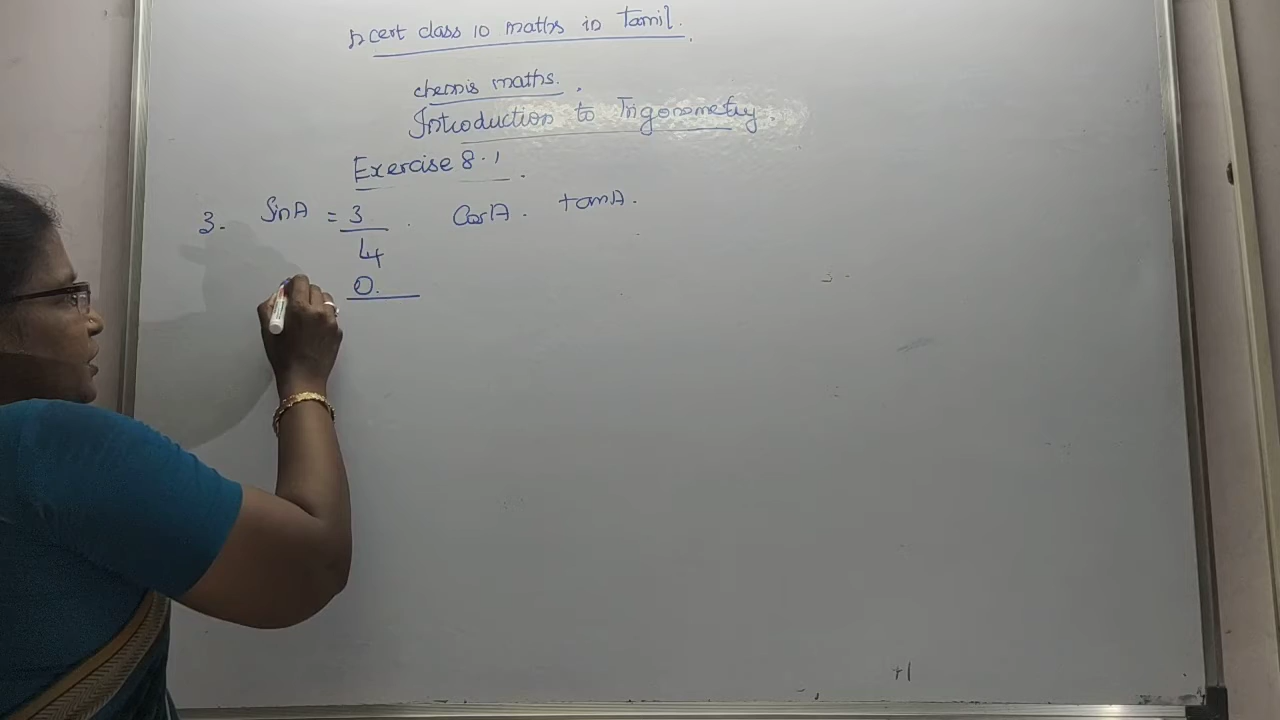 ncert class 10 maths in Tamil.
chennis maths.
Introduction to Trigonometry.
Exercise 8.1
3. SinA = 3/4. CosA. tanA.
O.
+1